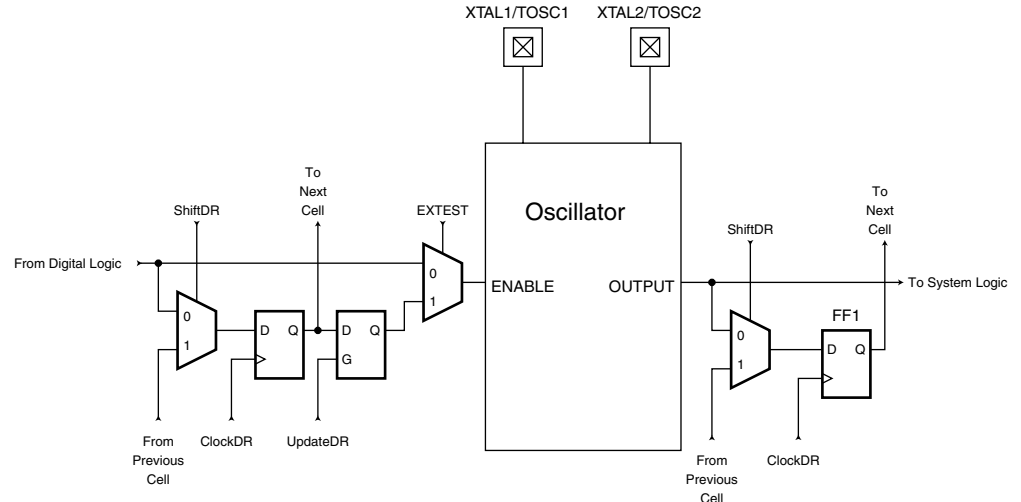 XTAL1/TOSC1
XTAL2/TOSC2
To
Next
Cell
ShiftDR
EXTEST
From Digital Logic
0
1
D
Q
D
Q
G
0
1
From
Previous
Cell
ClockDR
UpdateDR
Oscillator
ENABLE
OUTPUT
To
Next
Cell
ShiftDR
To System Logic
0
1
FF1
D
Q
From
Previous
Cell
ClockDR